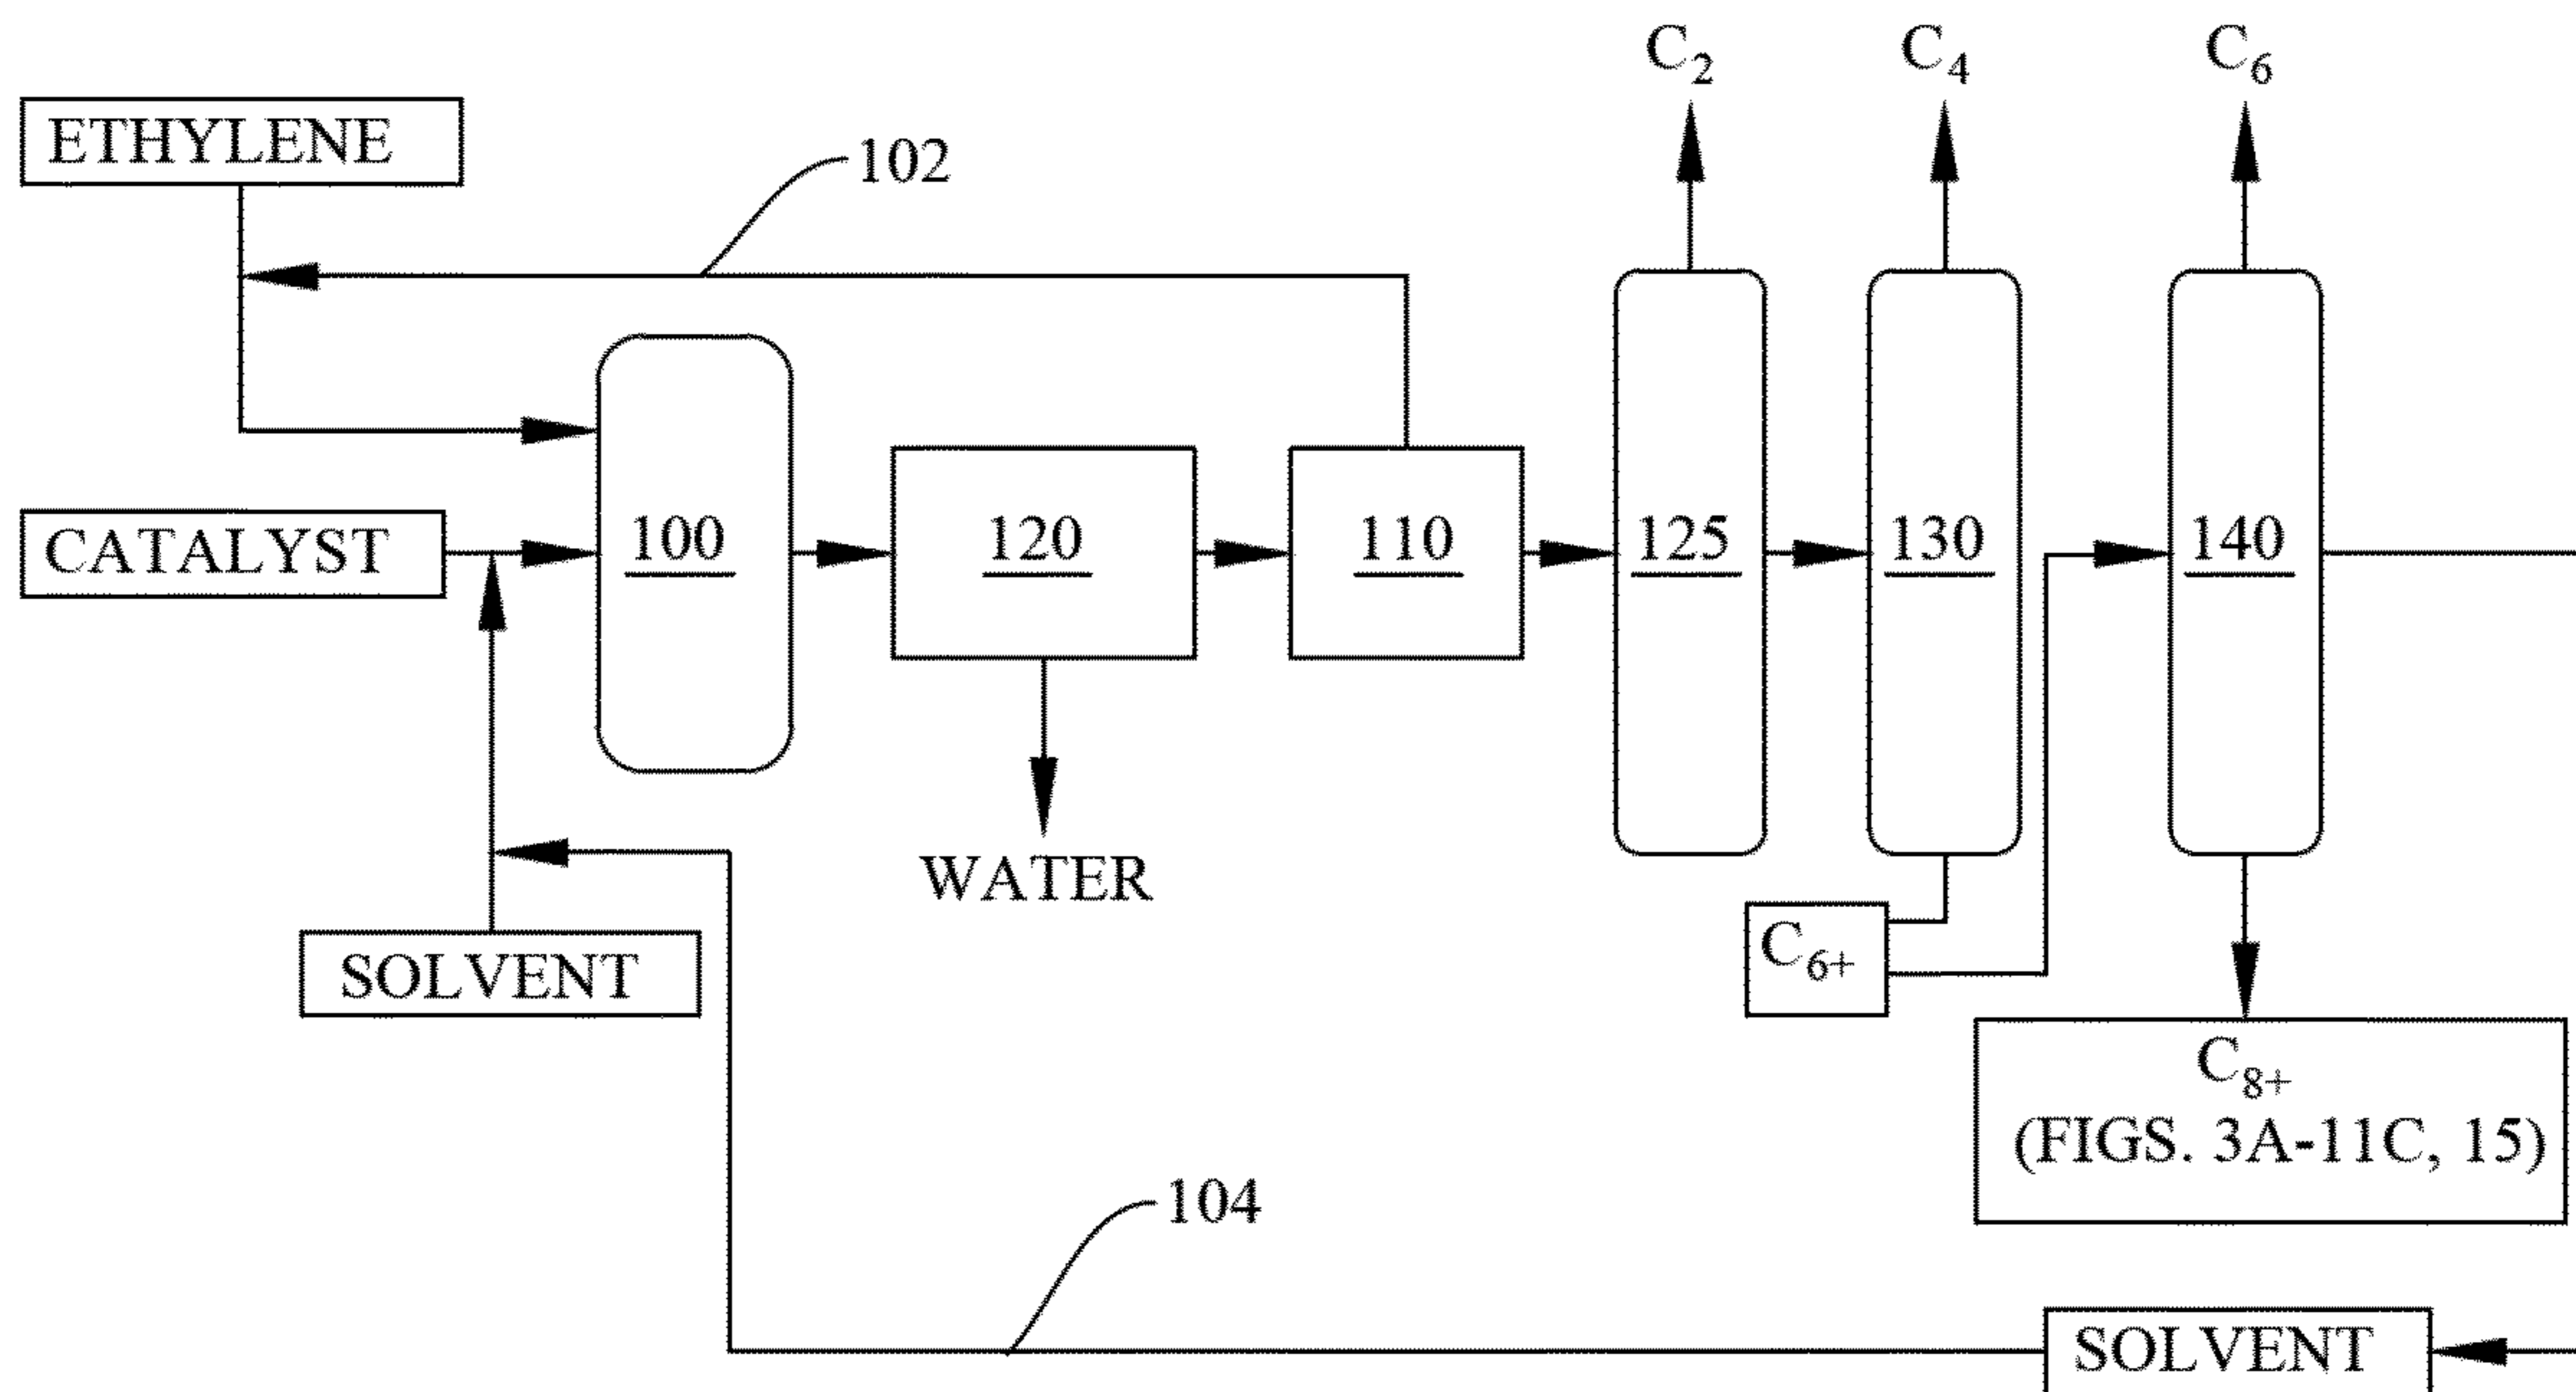 C₂
C₄
C₆
ETHYLENE
102
CATALYST
100
120
110
125
130
140
WATER
SOLVENT
C₆₊
C₈₊
(FIGS. 3A-11C, 15)
104
SOLVENT